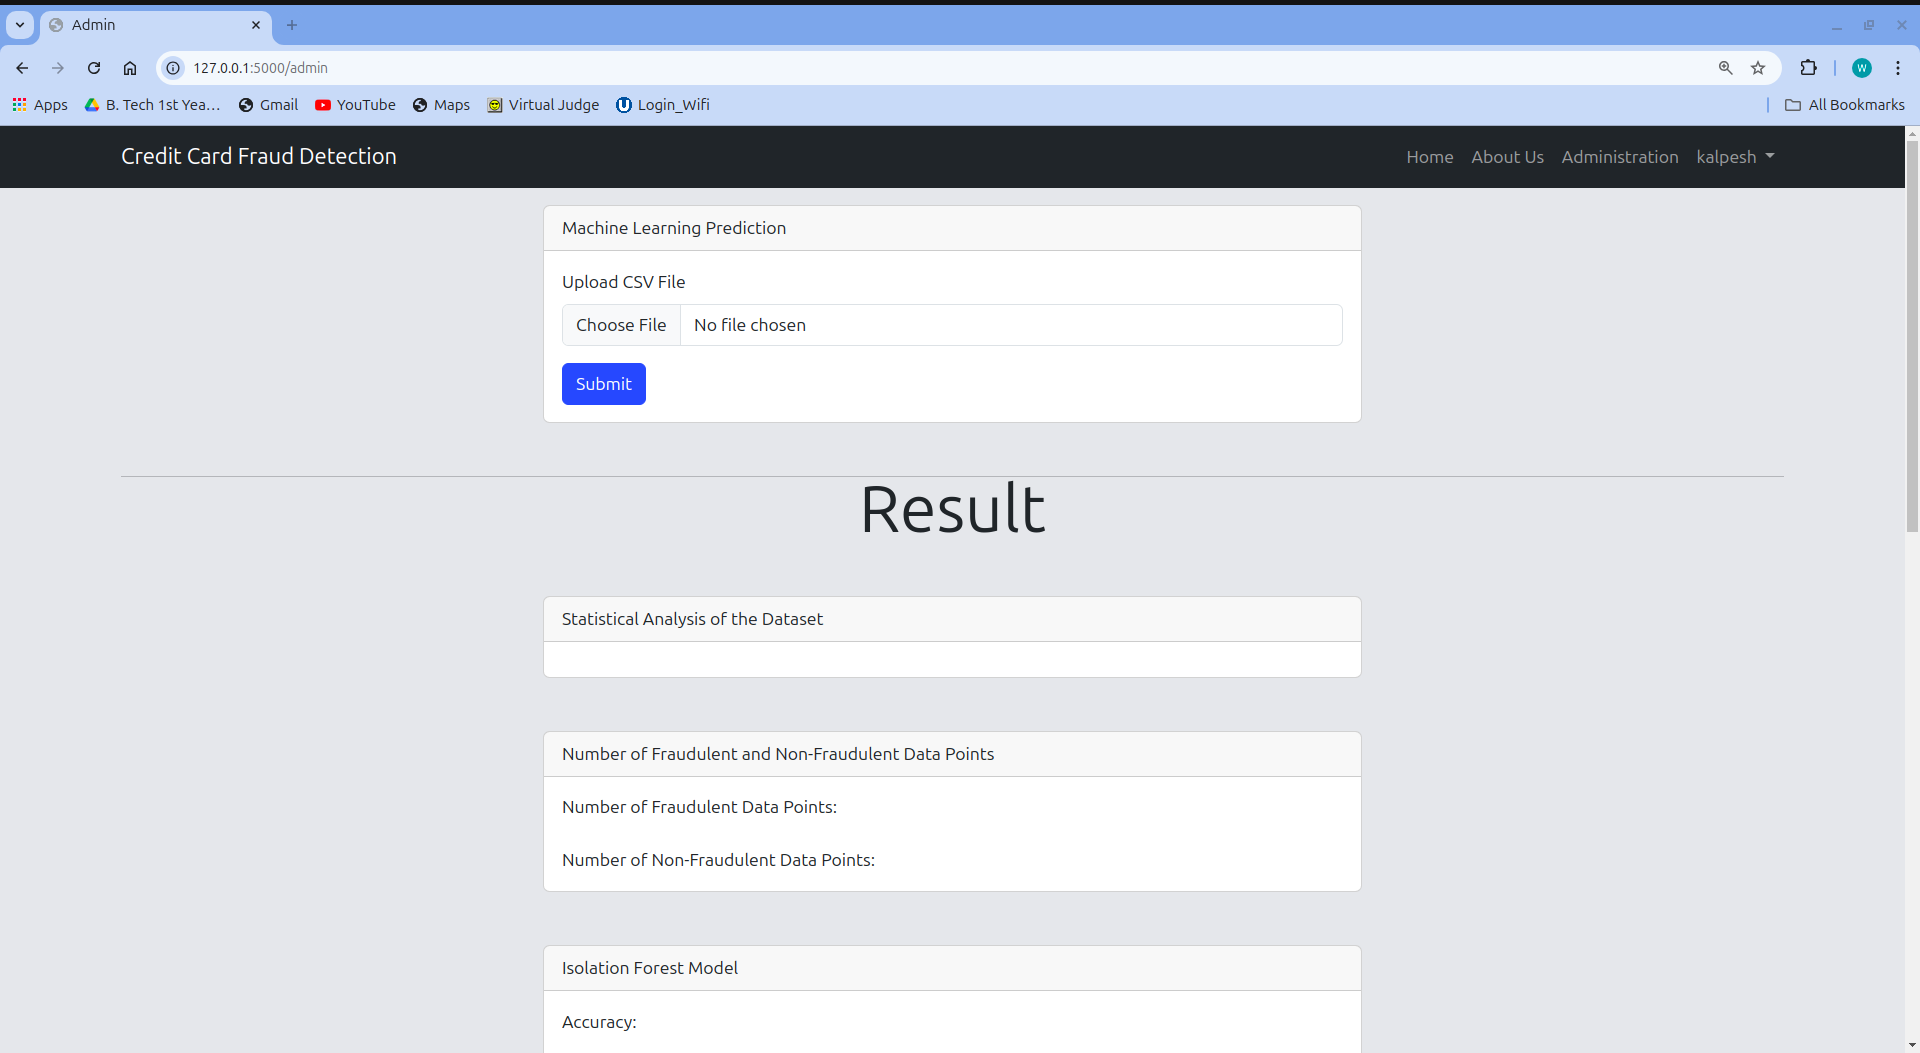 Admin
127.0.0.1:5000/admin
W
Apps B. Tech 1st Yea... Gmail YouTube Maps Virtual Judge Login_Wifi All Bookmarks
Credit Card Fraud Detection Home About Us Administration kalpesh
Machine Learning Prediction
Upload CSV File
Choose File No file chosen
Submit
Result
Statistical Analysis of the Dataset
Number of Fraudulent and Non-Fraudulent Data Points
Number of Fraudulent Data Points:
Number of Non-Fraudulent Data Points:
Isolation Forest Model
Accuracy: